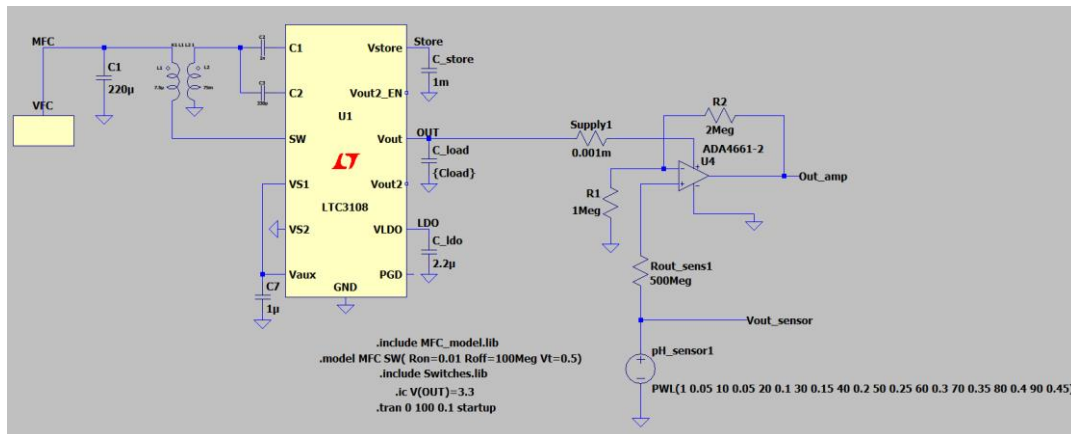 MFC
C1
220µ
VFC
L1
L2
C1
C2
SW
VS1
VS2
Vaux
GND
U1
LTC3108
Vstore
Vout2_EN
Vout
Vout2
VLDO
PGD
C7
1µ
Store
C_store
1m
OUT
C_load
{Cload}
LDO
C_ldo
2.2µ
Supply1
0.001m
R2
2Meg
ADA4661-2
U4
Out_amp
R1
1Meg
Rout_sens1
500Meg
Vout_sensor
pH_sensor1
PWL(1 0.05 10 0.05 20 0.1 30 0.15 40 0.2 50 0.25 60 0.3 70 0.35 80 0.4 90 0.45)
.include MFC_model.lib
.model MFC SW( Ron=0.01 Roff=100Meg Vt=0.5)
.include Switches.lib
.ic V(OUT)=3.3
.tran 0 100 0.1 startup